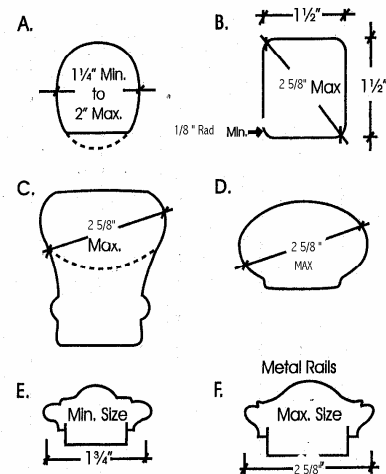 A.
1¼" Min.
to
2" Max.
B.
1½"
2 5/8" Max
1½"
1/8 " Rad Min.
C.
2 5/8"
Max.
D.
2 5/8 "
MAX
E.
Min. Size
1¾"
Metal Rails
F.
Max. Size
2 5/8"